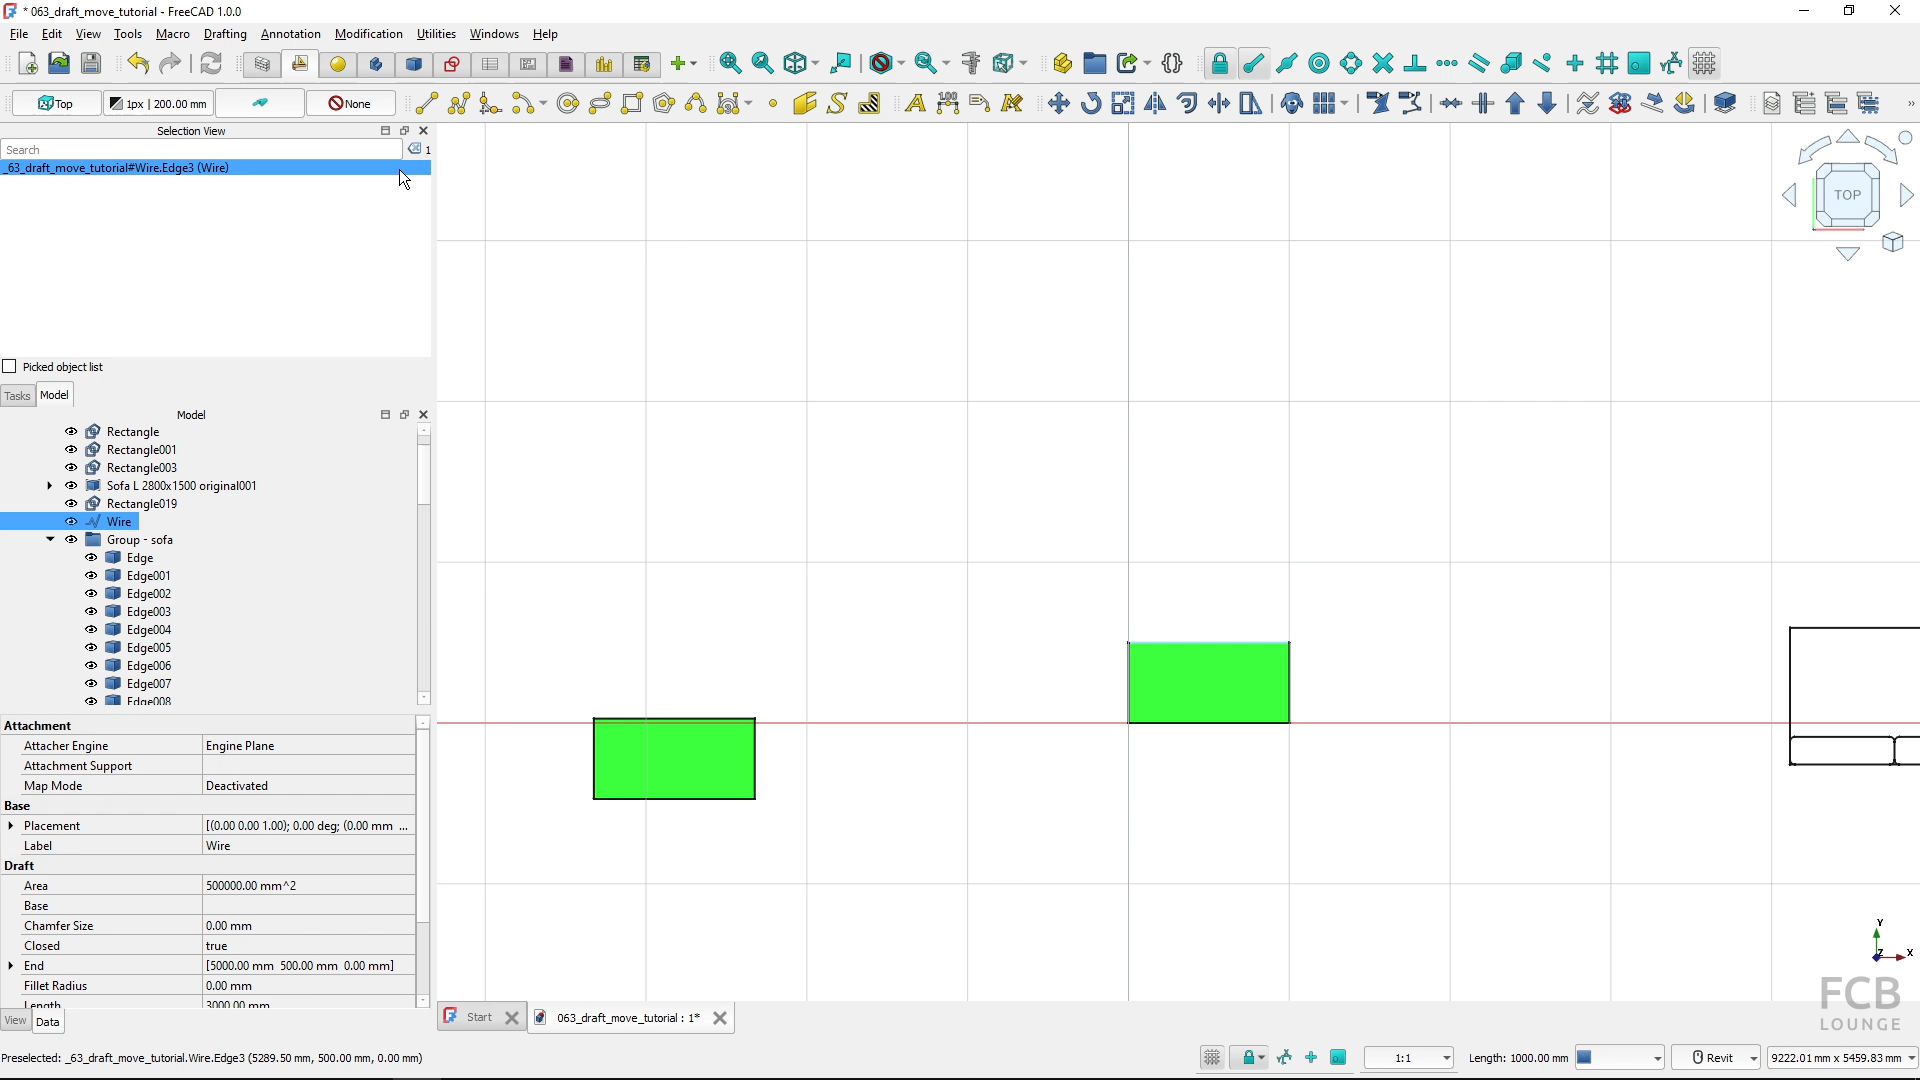 * 063_draft_move_tutorial - FreeCAD 1.0.0
File Edit View Tools Macro Drafting Annotation Modification Utilities Windows Help
Top 1px | 200.00 mm None
Selection View
Search 1
_63_draft_move_tutorial#Wire.Edge3 (Wire)
Picked object list
Tasks Model
Model
Rectangle
Rectangle001
Rectangle003
Sofa L 2800x1500 original001
Rectangle019
Wire
Group - sofa
Edge
Edge001
Edge002
Edge003
Edge004
Edge005
Edge006
Edge007
Edge008
Attachment
Attacher Engine Engine Plane
Attachment Support
Map Mode Deactivated
Base
Placement [(0.00 0.00 1.00); 0.00 deg; (0.00 mm ...
Label Wire
Draft
Area 500000.00 mm^2
Base
Chamfer Size 0.00 mm
Closed true
End [5000.00 mm 500.00 mm 0.00 mm]
Fillet Radius 0.00 mm
Length 3000.00 mm
View Data
TOP
Y
Z X
FCB
LOUNGE
Start 063_draft_move_tutorial : 1*
Preselected: _63_draft_move_tutorial.Wire.Edge3 (5289.50 mm, 500.00 mm, 0.00 mm)
1:1 Length: 1000.00 mm Revit 9222.01 mm x 5459.83 mm